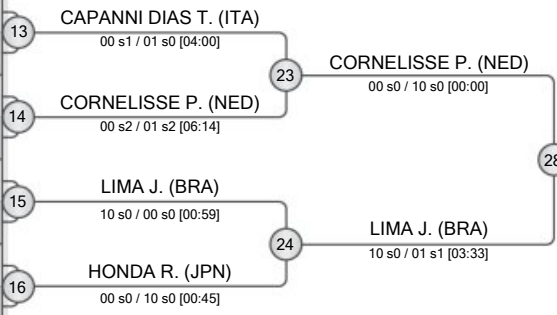 13
CAPANNI DIAS T. (ITA)
00 s1 / 01 s0 [04:00]
23
CORNELISSE P. (NED)
00 s0 / 10 s0 [00:00]
14
CORNELISSE P. (NED)
00 s2 / 01 s2 [06:14]
28
15
LIMA J. (BRA)
10 s0 / 00 s0 [00:59]
24
LIMA J. (BRA)
10 s0 / 01 s1 [03:33]
16
HONDA R. (JPN)
00 s0 / 10 s0 [00:45]